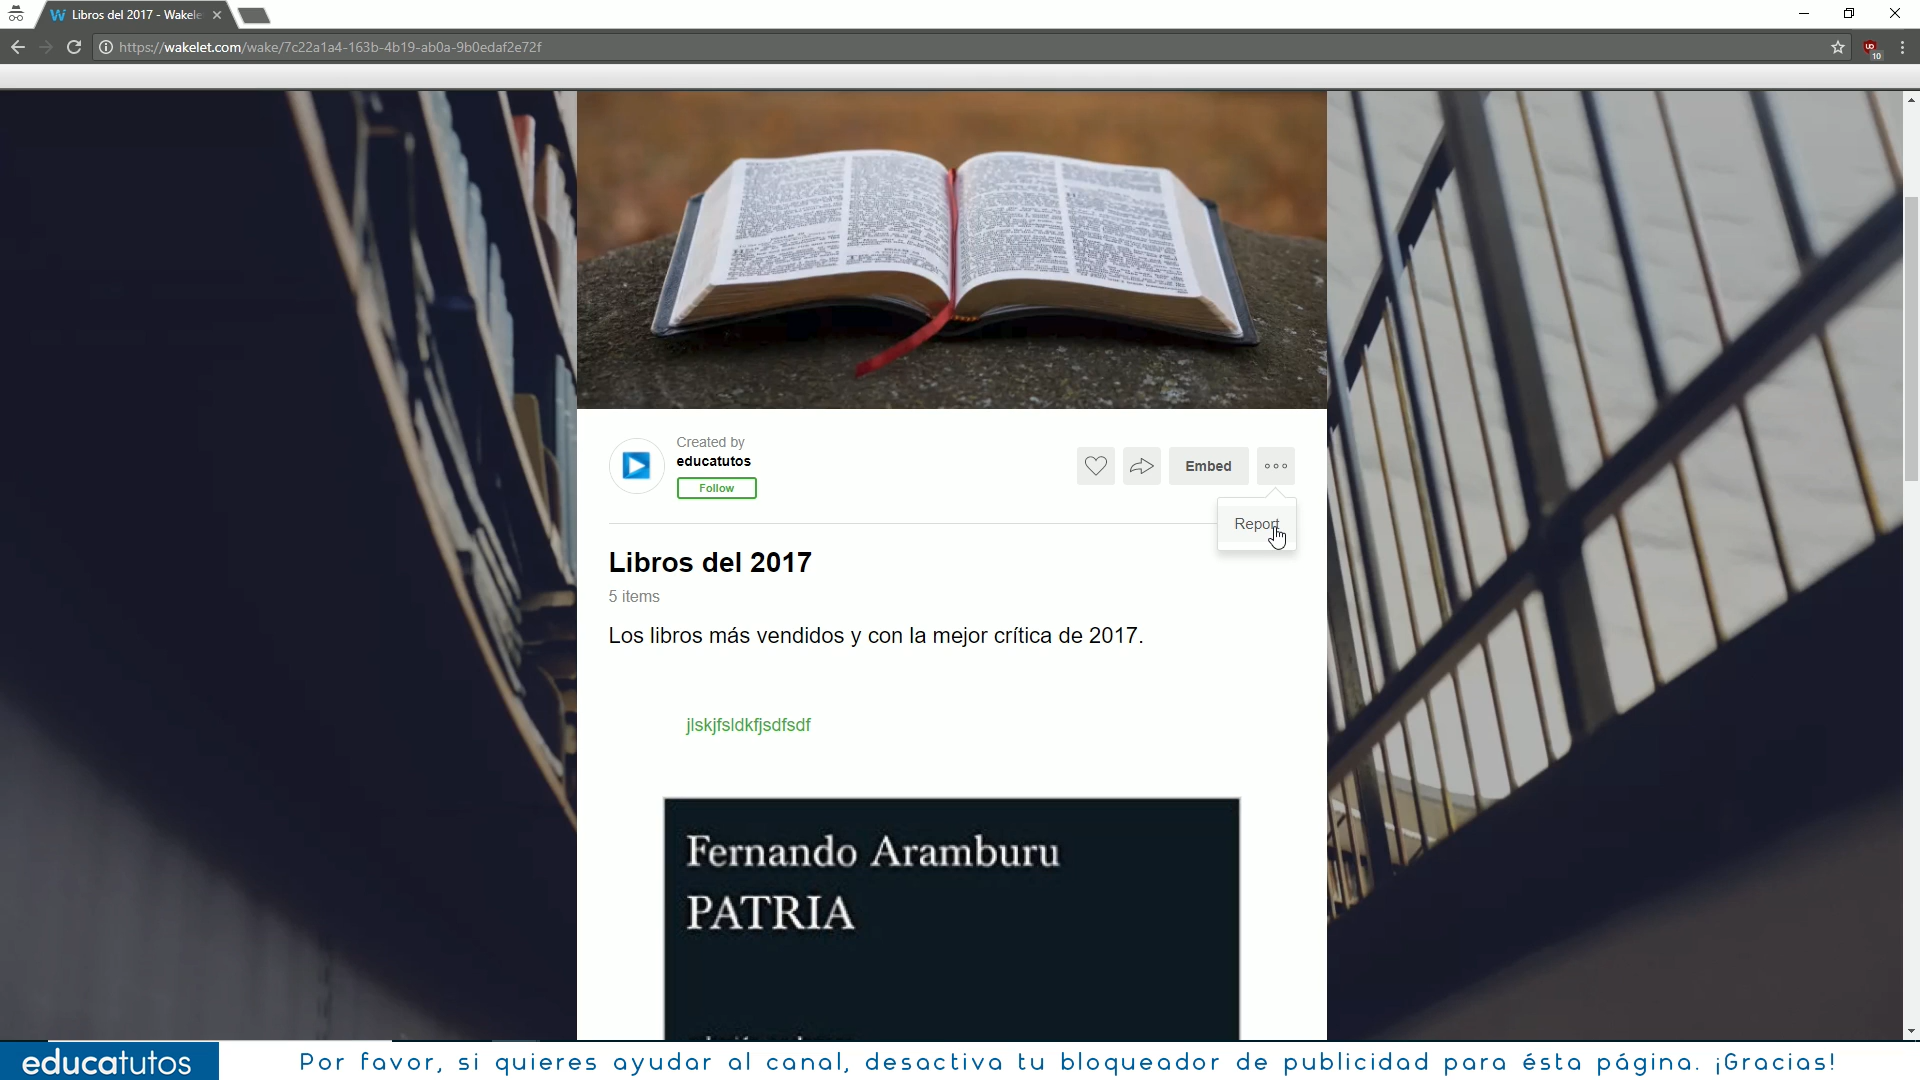 Libros del 2017 - Wakele
https://wakelet.com/wake/7c22a1a4-163b-4b19-ab0a-9b0edaf2e72f
10
Created by
educatutos
Follow
Embed
Report
Libros del 2017
5 items
Los libros más vendidos y con la mejor crítica de 2017.
jlskjfsldkfjsdfsdf
Fernando Aramburu
PATRIA
educatutos
Por favor, si quieres ayudar al canal, desactiva tu bloqueador de publicidad para ésta página. ¡Gracias!